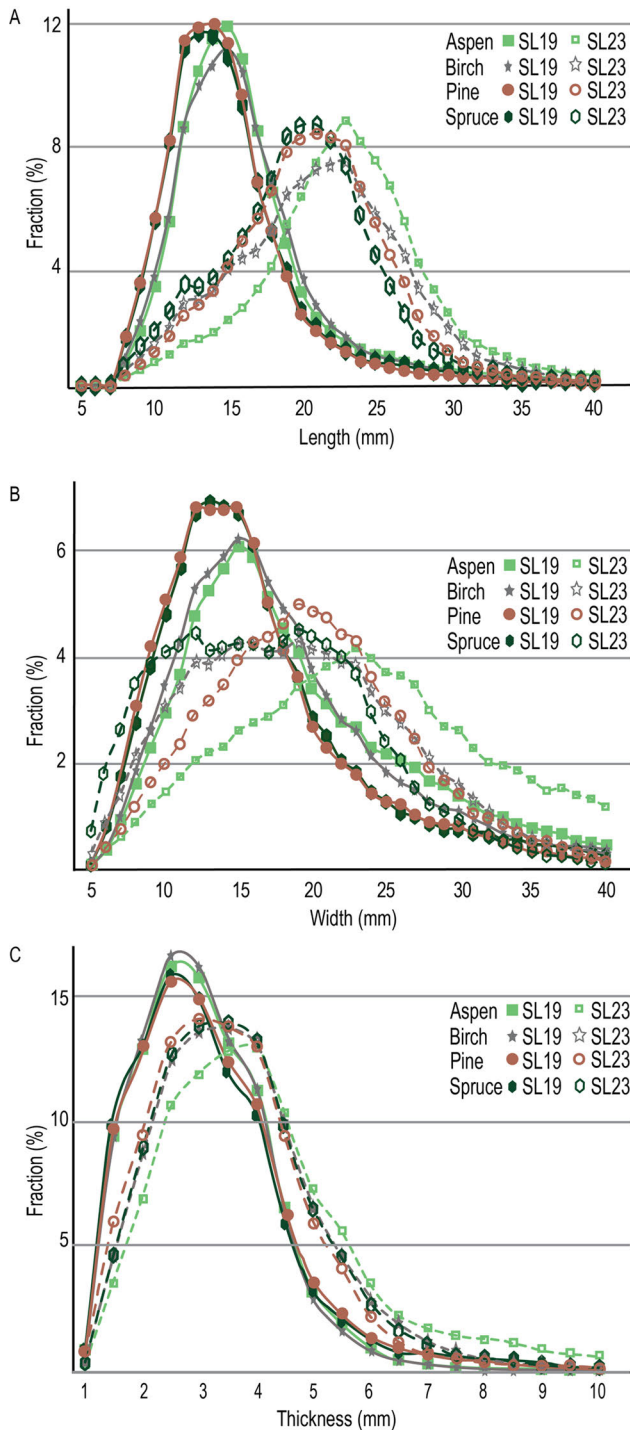 A
12
8
4
Fraction (%)
Aspen SL19 SL23
Birch SL19 SL23
Pine SL19 SL23
Spruce SL19 SL23
5 10 15 20 25 30 35 40
Length (mm)
B
6
4
2
Fraction (%)
Aspen SL19 SL23
Birch SL19 SL23
Pine SL19 SL23
Spruce SL19 SL23
5 10 15 20 25 30 35 40
Width (mm)
C
15
10
5
Fraction (%)
Aspen SL19 SL23
Birch SL19 SL23
Pine SL19 SL23
Spruce SL19 SL23
1 2 3 4 5 6 7 8 9 10
Thickness (mm)